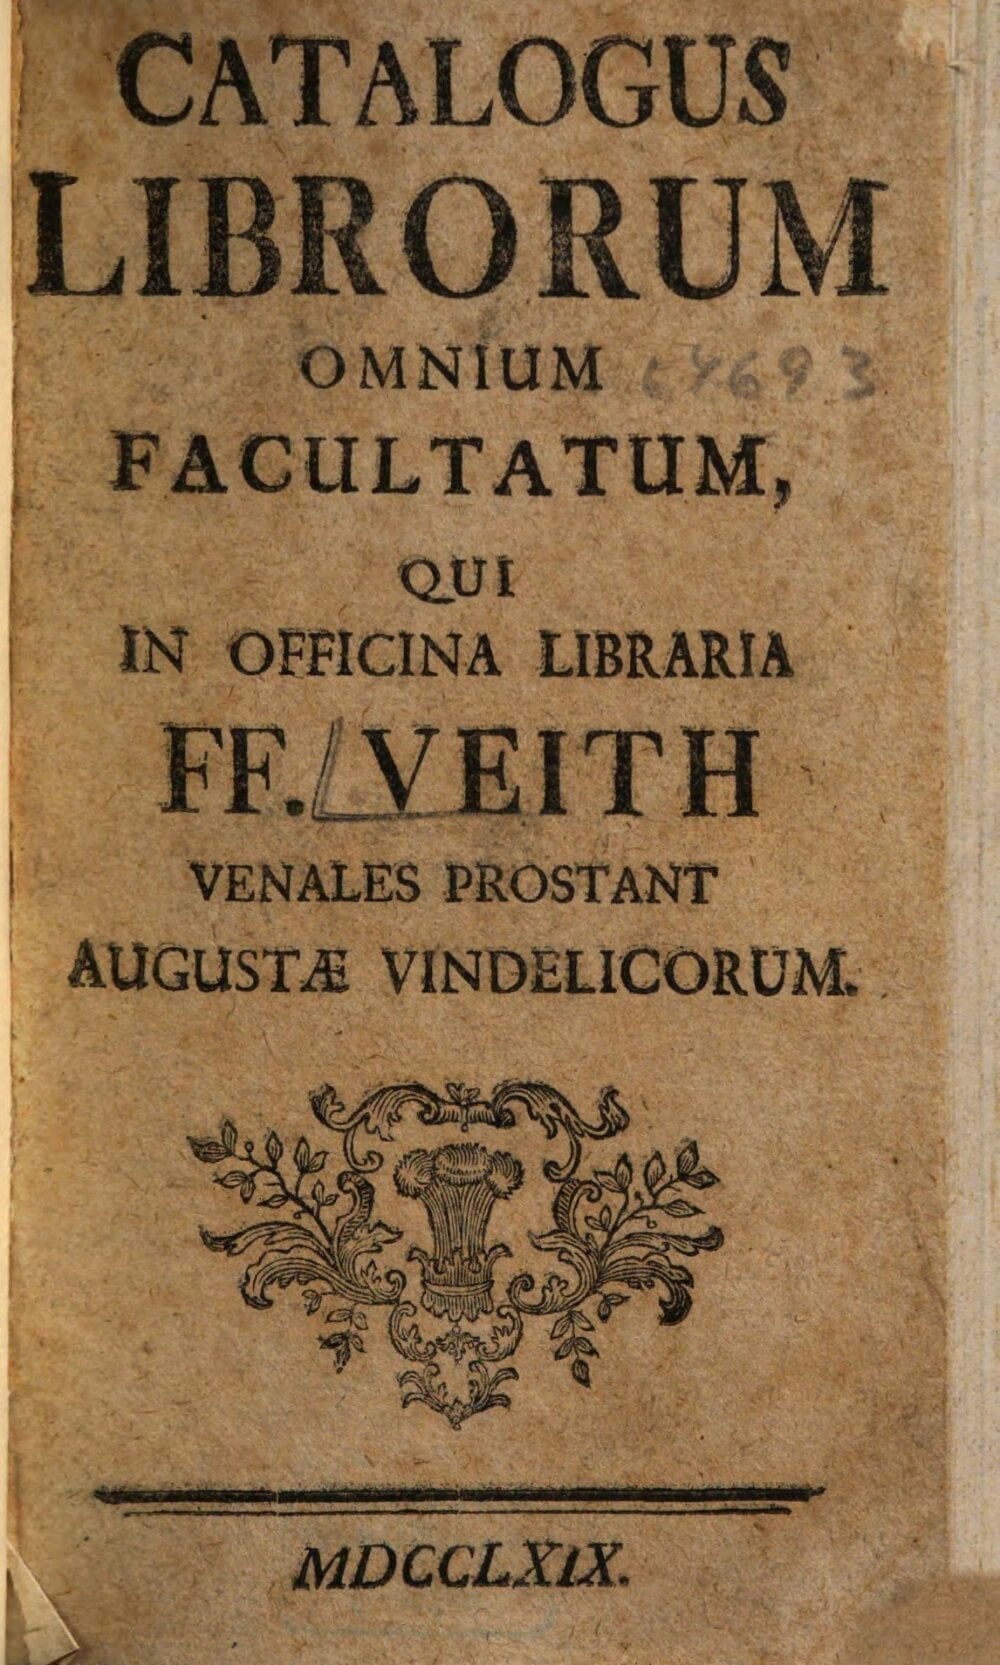 CATALOGUS
LIBRORUM
OMNIUM
FACULTATUM,
QUI
IN OFFICINA LIBRARIA
FF. VEITH
VENALES PROSTANT
AUGUSTÆ VINDELICORUM.
MDCCLXIX.